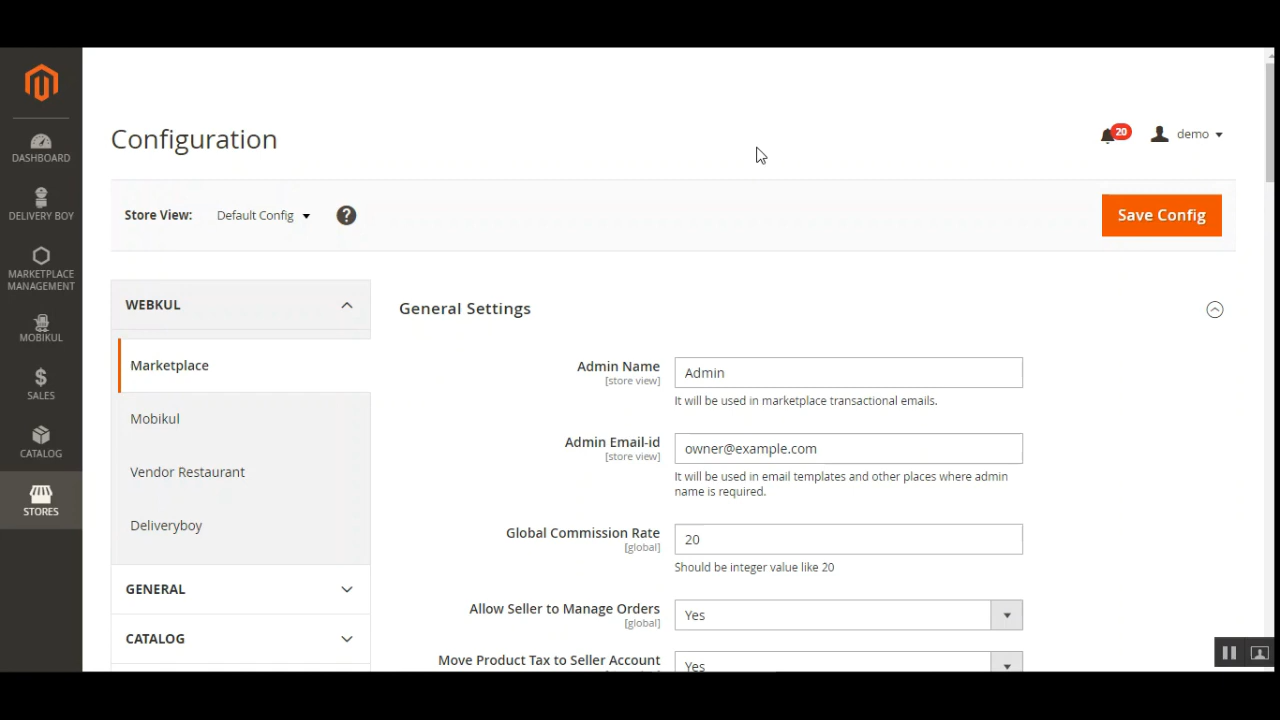 Configuration
20
demo
DASHBOARD
DELIVERY BOY
MARKETPLACE
MANAGEMENT
MOBIKUL
SALES
CATALOG
STORES
Store View: Default Config ?
Save Config
WEBKUL
Marketplace
Mobikul
Vendor Restaurant
Deliveryboy
GENERAL
CATALOG
General Settings
Admin Name
[store view]
Admin
It will be used in marketplace transactional emails.
Admin Email-id
[store view]
owner@example.com
It will be used in email templates and other places where admin
name is required.
Global Commission Rate
[global]
20
Should be integer value like 20
Allow Seller to Manage Orders
[global]
Yes
Move Product Tax to Seller Account
Yes